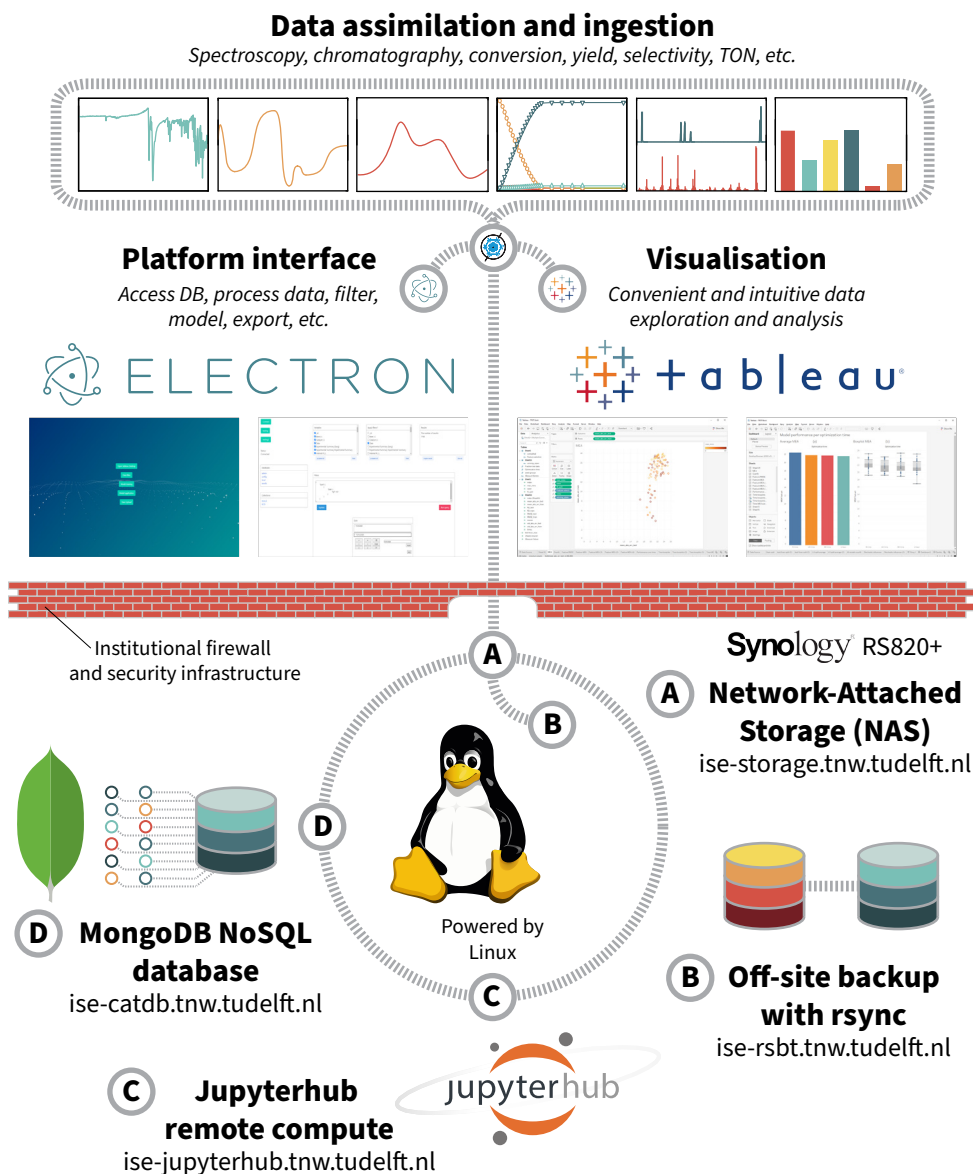 Data assimilation and ingestion
Spectroscopy, chromatography, conversion, yield, selectivity, TON, etc.
Platform interface
Access DB, process data, filter,
model, export, etc.
ELECTRON
Visualisation
Convenient and intuitive data
exploration and analysis
+ableau®
Institutional firewall
and security infrastructure
A
B
D
C
Powered by
Linux
Synology® RS820+
A Network-Attached
Storage (NAS)
ise-storage.tnw.tudelft.nl
D MongoDB NoSQL
database
ise-catdb.tnw.tudelft.nl
B Off-site backup
with rsync
ise-rsbt.tnw.tudelft.nl
jupyterhub
C Jupyterhub
remote compute
ise-jupyterhub.tnw.tudelft.nl